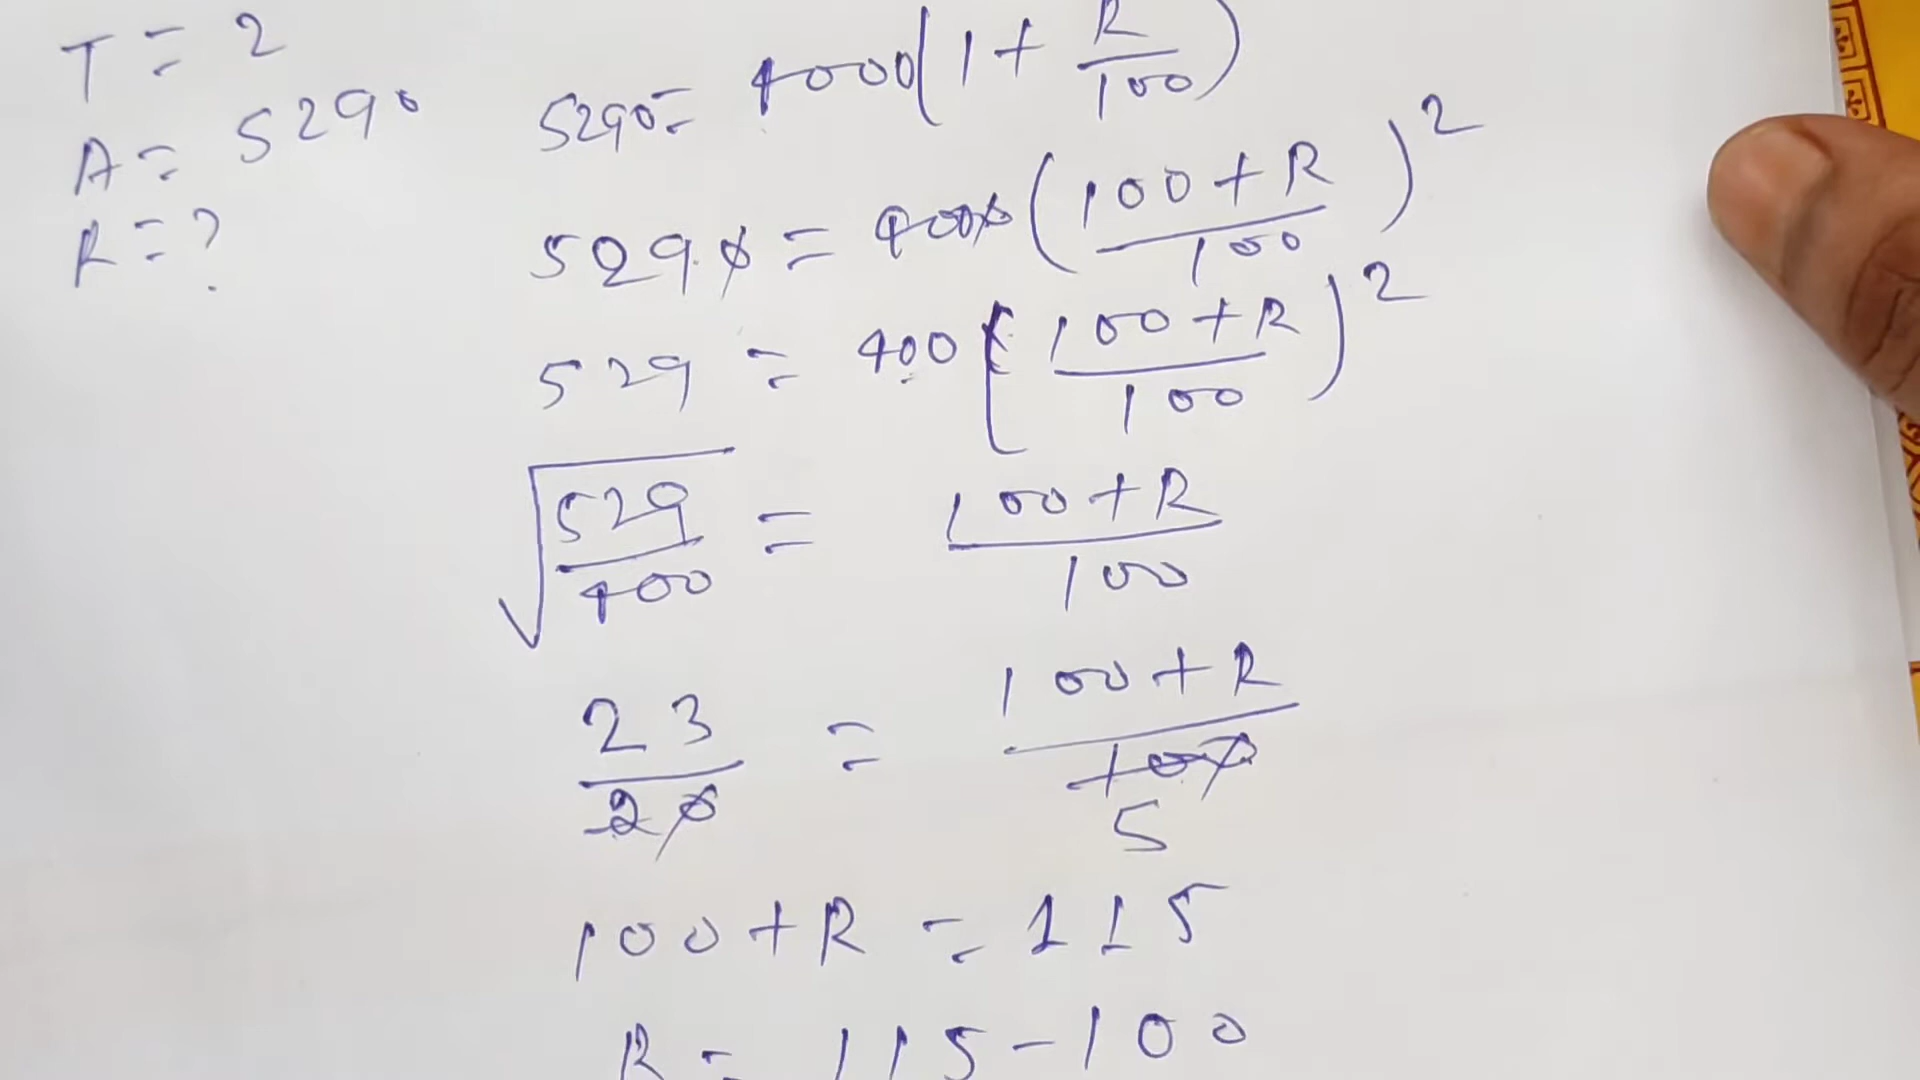 T = 2
A = 5290
R = ?
5290 = 4000(1 + R/100)
5290 = 4000(100+R/100)²
529 = 400(100+R/100)²
√529/400 = 100+R/100
23/20 = 100+R/100
5
100+R = 115
R = 115-100